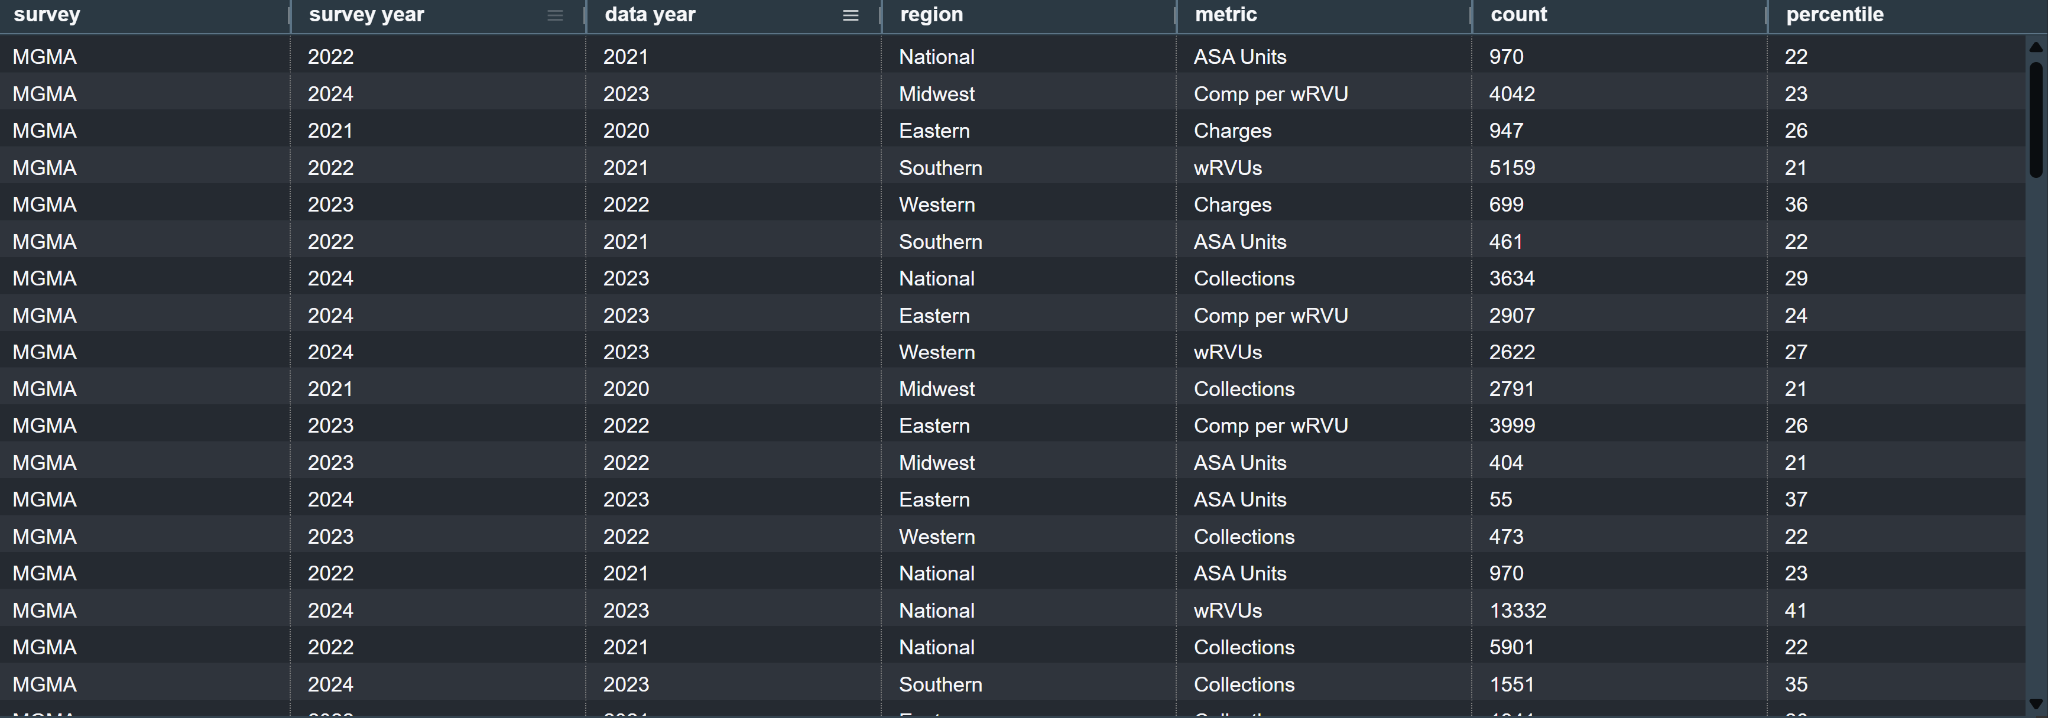 survey survey year data year region metric count percentile
MGMA 2022 2021 National ASA Units 970 22
MGMA 2024 2023 Midwest Comp per wRVU 4042 23
MGMA 2021 2020 Eastern Charges 947 26
MGMA 2022 2021 Southern wRVUs 5159 21
MGMA 2023 2022 Western Charges 699 36
MGMA 2022 2021 Southern ASA Units 461 22
MGMA 2024 2023 National Collections 3634 29
MGMA 2024 2023 Eastern Comp per wRVU 2907 24
MGMA 2024 2023 Western wRVUs 2622 27
MGMA 2021 2020 Midwest Collections 2791 21
MGMA 2023 2022 Eastern Comp per wRVU 3999 26
MGMA 2023 2022 Midwest ASA Units 404 21
MGMA 2024 2023 Eastern ASA Units 55 37
MGMA 2023 2022 Western Collections 473 22
MGMA 2022 2021 National ASA Units 970 23
MGMA 2024 2023 National wRVUs 13332 41
MGMA 2022 2021 National Collections 5901 22
MGMA 2024 2023 Southern Collections 1551 35